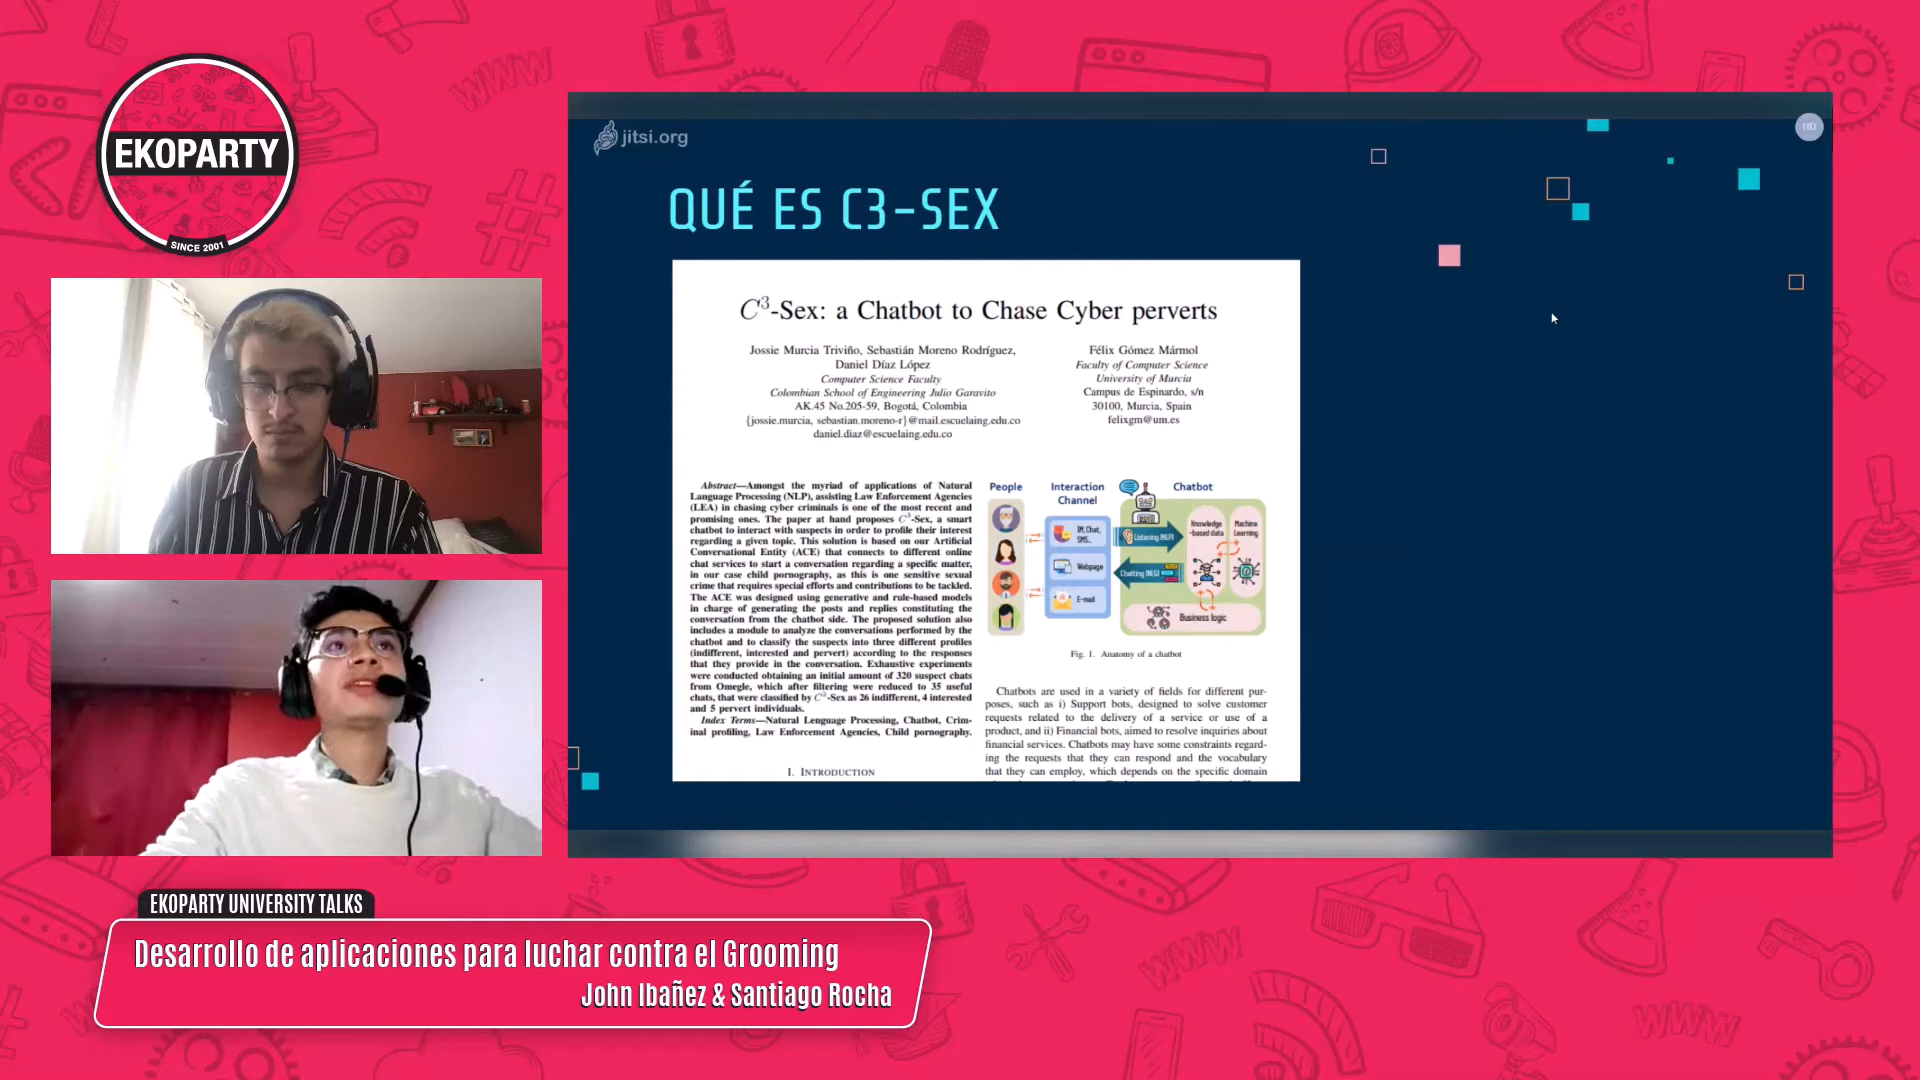 EKOPARTY
SINCE 2001
jitsi.org
HD
QUÉ ES C3-SEX
C³-Sex: a Chatbot to Chase Cyber perverts
Jossie Murcia Triviño, Sebastián Moreno Rodríguez,
Daniel Díaz López
Computer Science Faculty
Colombian School of Engineering Julio Garavito
AK.45 No.205-59, Bogotá, Colombia
{jossie.murcia, sebastian.moreno-r}@mail.escuelaing.edu.co
daniel.diaz@escuelaing.edu.co
Félix Gómez Mármol
Faculty of Computer Science
University of Murcia
Campus de Espinardo, s/n
30100, Murcia, Spain
felixgm@um.es
Abstract—Amongst the myriad of applications of Natural
Language Processing (NLP), assisting Law Enforcement Agencies
(LEA) in chasing cyber criminals is one of the most recent and
promising ones. The paper at hand proposes C³-Sex, a smart
chatbot to interact with suspects in order to profile their interest
regarding a given topic. This solution is based on our Artificial
Conversational Entity (ACE) that connects to different online
chat services to start a conversation regarding a specific matter,
in our case child pornography, as this is one sensitive sexual
crime that requires special efforts and contributions to be tackled.
The ACE was designed using generative and rule-based models
in charge of generating the posts and replies constituting the
conversation from the chatbot side. The proposed solution also
includes a module to analyze the conversations performed by the
chatbot and to classify the suspects into three different profiles
(indifferent, interested and pervert) according to the responses
that they provide in the conversation. Exhaustive experiments
were conducted obtaining an initial amount of 320 suspect chats
from Omegle, which after filtering were reduced to 35 useful
chats, that were classified by C³-Sex as 26 indifferent, 4 interested
and 5 pervert individuals.
Index Terms—Natural Language Processing, Chatbot, Crim-
inal profiling, Law Enforcement Agencies, Child pornography.
I. INTRODUCTION
People
Interaction
Channel
Chatbot
IM, Chat,
SMS...
Webpage
E-mail
Listening (NLP)
Chatting (NLG)
Knowledge
-based data
Machine
Learning
Business logic
Fig. 1. Anatomy of a chatbot
Chatbots are used in a variety of fields for different pur-
poses, such as i) Support bots, designed to solve customer
requests related to the delivery of a service or use of a
product, and ii) Financial bots, aimed to resolve inquiries about
financial services. Chatbots may have some constraints regard-
ing the requests that they can respond and the vocabulary
that they can employ, which depends on the specific domain
EKOPARTY UNIVERSITY TALKS
Desarrollo de aplicaciones para luchar contra el Grooming
John Ibañez & Santiago Rocha
WWW
WWW
WWW